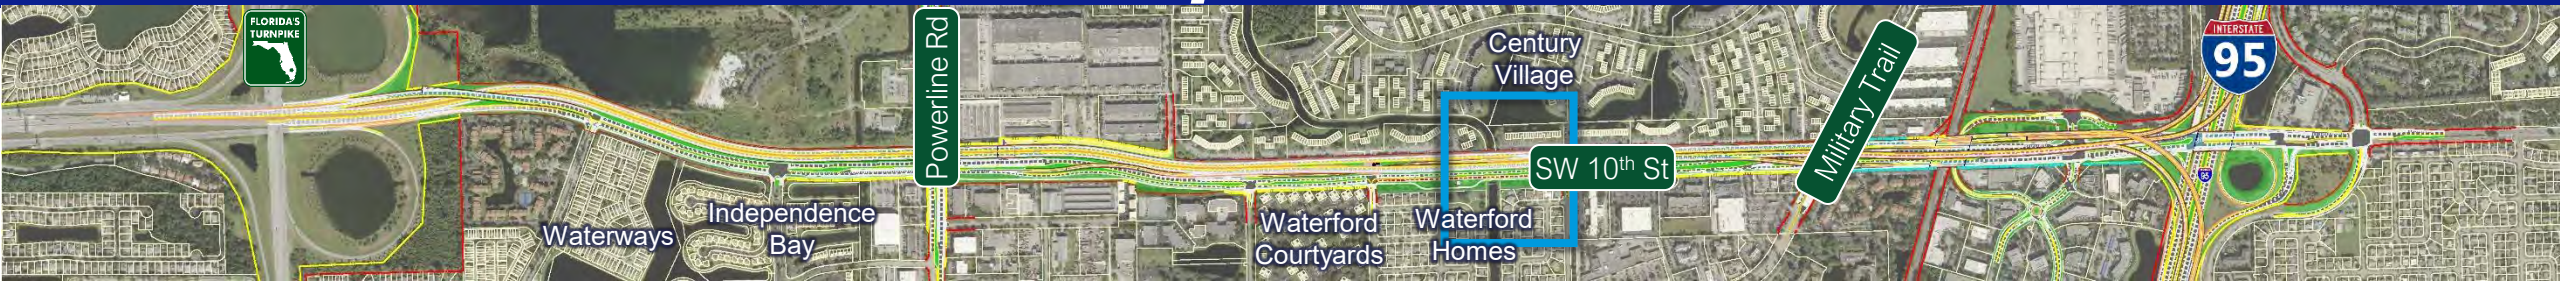 FLORIDA'S
TURNPIKE
Waterways
Independence
Bay
Powerline Rd
Waterford
Courtyards
Waterford
Homes
Century
Village
SW 10th St
Military Trail
INTERSTATE
95
95